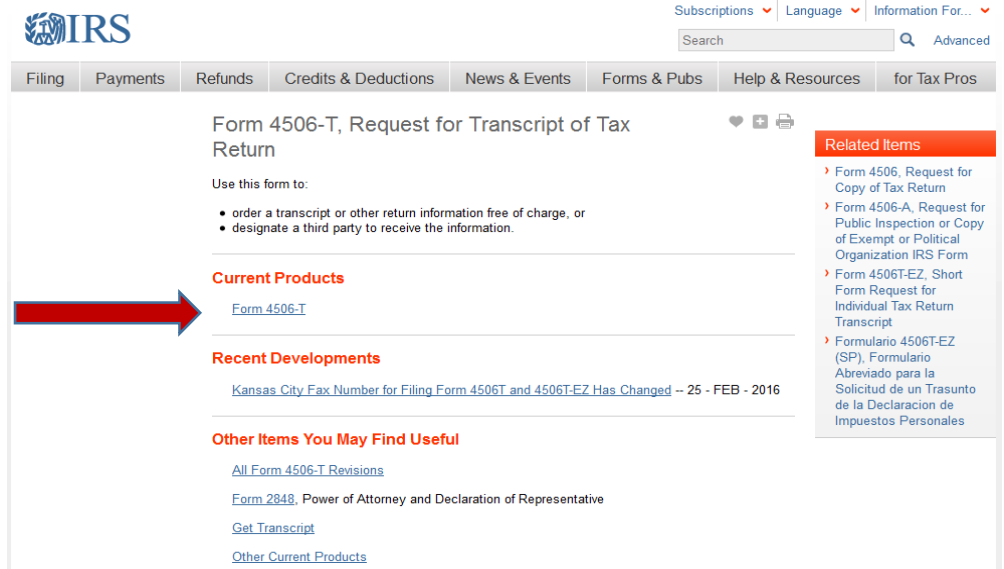 IRS
Subscriptions
Language
Information For...
Search
Advanced
Filing
Payments
Refunds
Credits & Deductions
News & Events
Forms & Pubs
Help & Resources
for Tax Pros
Form 4506-T, Request for Transcript of Tax
Return
Use this form to:
• order a transcript or other return information free of charge, or
• designate a third party to receive the information.
Current Products
Form 4506-T
Recent Developments
Kansas City Fax Number for Filing Form 4506T and 4506T-EZ Has Changed -- 25 - FEB - 2016
Other Items You May Find Useful
All Form 4506-T Revisions
Form 2848, Power of Attorney and Declaration of Representative
Get Transcript
Other Current Products
Related Items
Form 4506, Request for
Copy of Tax Return
Form 4506-A, Request for
Public Inspection or Copy
of Exempt or Political
Organization IRS Form
Form 4506T-EZ, Short
Form Request for
Individual Tax Return
Transcript
Formulario 4506T-EZ
(SP), Formulario
Abreviado para la
Solicitud de un Trasunto
de la Declaracion de
Impuestos Personales